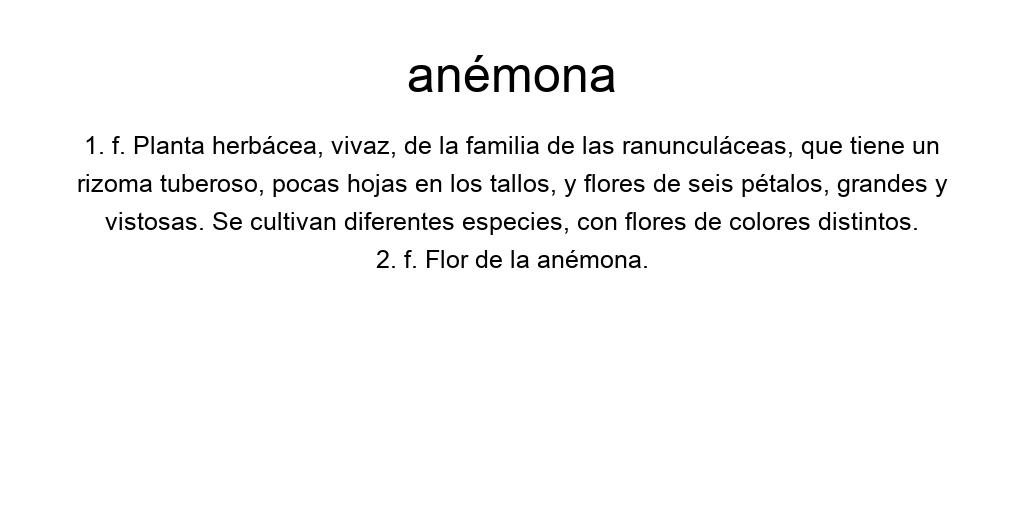 anémona
1. f. Planta herbácea, vivaz, de la familia de las ranunculáceas, que tiene un
rizoma tuberoso, pocas hojas en los tallos, y flores de seis pétalos, grandes y
vistosas. Se cultivan diferentes especies, con flores de colores distintos.
2. f. Flor de la anémona.